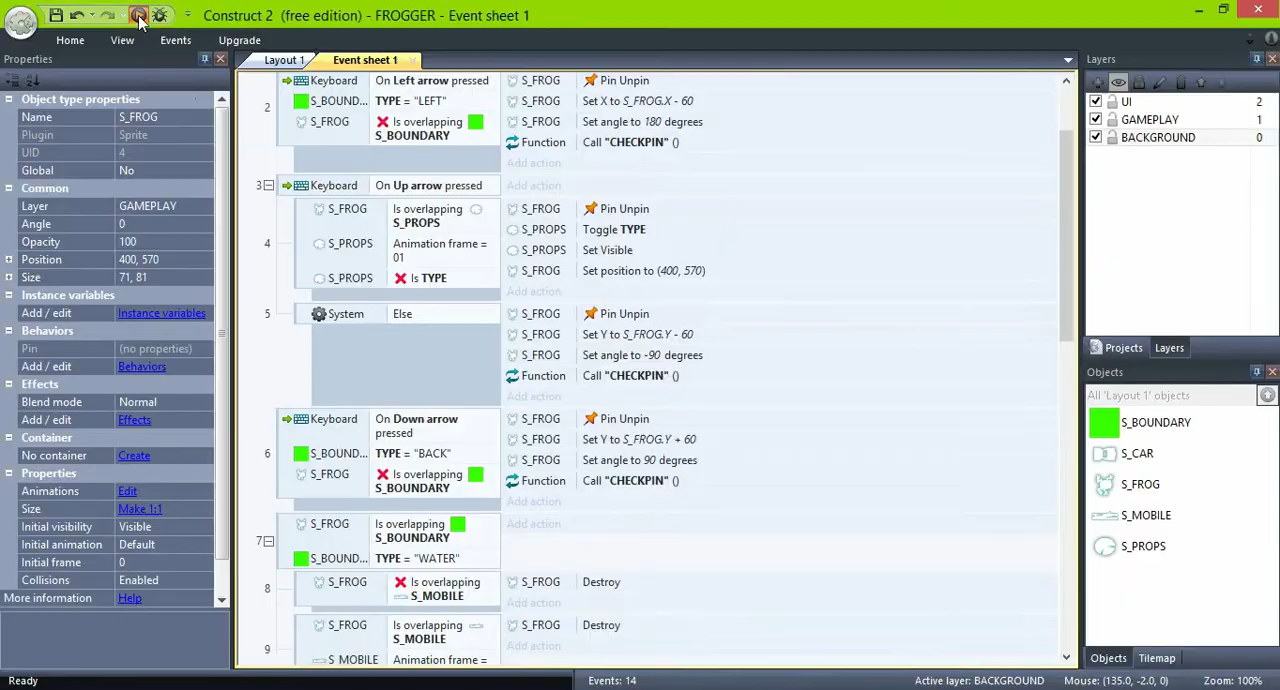 Construct 2 (free edition) - FROGGER - Event sheet 1
Home View Events Upgrade
Properties
Object type properties
Name S_FROG
Plugin Sprite
UID 4
Global No
Common
Layer GAMEPLAY
Angle 0
Opacity 100
Position 400, 570
Size 71, 81
Instance variables
Add / edit Instance variables
Behaviors
Pin (no properties)
Add / edit Behaviors
Effects
Blend mode Normal
Add / edit Effects
Container
No container Create
Properties
Animations Edit
Size Make 1:1
Initial visibility Visible
Initial animation Default
Initial frame 0
Collisions Enabled
More information Help
Layout 1 Event sheet 1
2
Keyboard On Left arrow pressed
S_BOUND... TYPE = "LEFT"
S_FROG Is overlapping
S_BOUNDARY
S_FROG Pin Unpin
S_FROG Set X to S_FROG.X - 60
S_FROG Set angle to 180 degrees
Function Call "CHECKPIN" ()
Add action
3 Keyboard On Up arrow pressed
Add action
4
S_FROG Is overlapping
S_PROPS
S_PROPS Animation frame =
01
S_PROPS Is TYPE
S_FROG Pin Unpin
S_PROPS Toggle TYPE
S_PROPS Set Visible
S_FROG Set position to (400, 570)
Add action
5 System Else
S_FROG Pin Unpin
S_FROG Set Y to S_FROG.Y - 60
S_FROG Set angle to -90 degrees
Function Call "CHECKPIN" ()
Add action
6
Keyboard On Down arrow
pressed
S_BOUND... TYPE = "BACK"
S_FROG Is overlapping
S_BOUNDARY
S_FROG Pin Unpin
S_FROG Set Y to S_FROG.Y + 60
S_FROG Set angle to 90 degrees
Function Call "CHECKPIN" ()
Add action
7
S_FROG Is overlapping
S_BOUNDARY
S_BOUND... TYPE = "WATER"
Add action
8
S_FROG Is overlapping
S_MOBILE
S_FROG Destroy
Add action
9
S_FROG Is overlapping
S_MOBILE
S_MOBILE Animation frame =
S_FROG Destroy
Add action
Layers
UI 2
GAMEPLAY 1
BACKGROUND 0
Projects Layers
Objects
All 'Layout 1' objects
S_BOUNDARY
S_CAR
S_FROG
S_MOBILE
S_PROPS
Objects Tilemap
Ready Events: 14 Active layer: BACKGROUND Mouse: (135.0, -2.0, 0) Zoom: 100%